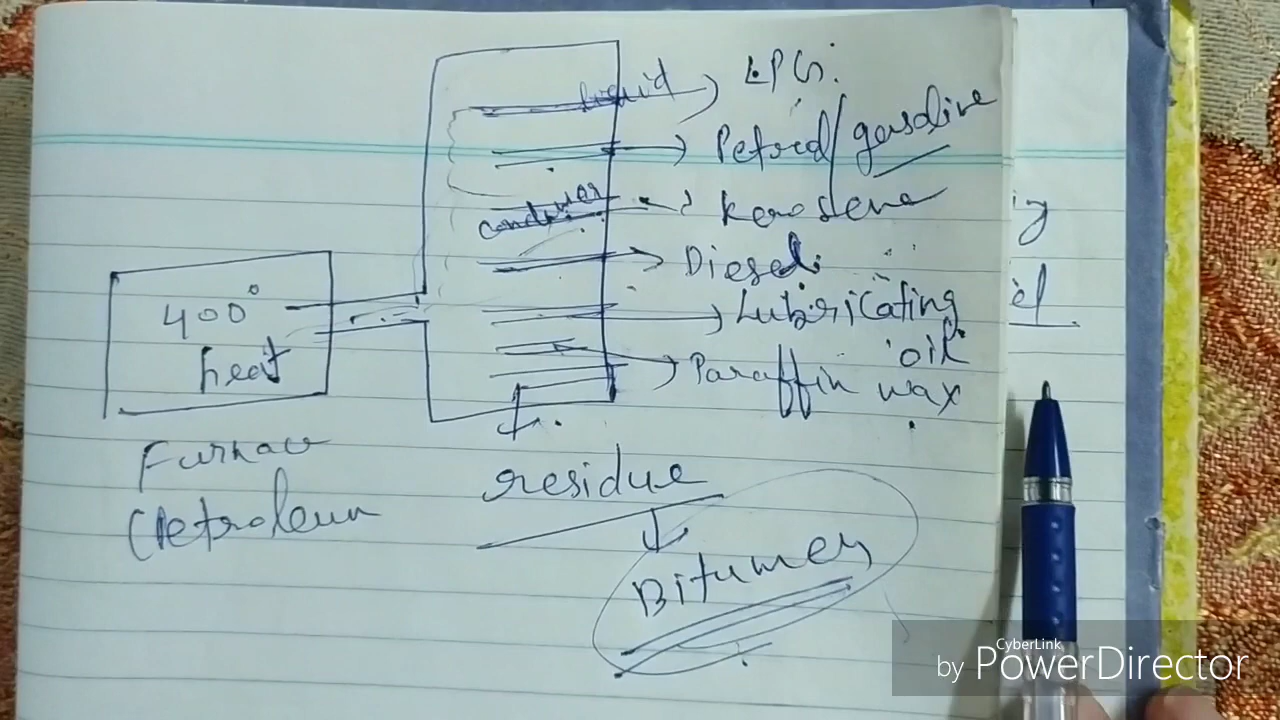 liquid
LPG.
Petrol/gasoline
condenser
Kerosene
Diesel
400°
heat
Lubricating
oil
Paraffin wax
Furnace
(Petroleum
residue
Bitumen
CyberLink
by PowerDirector